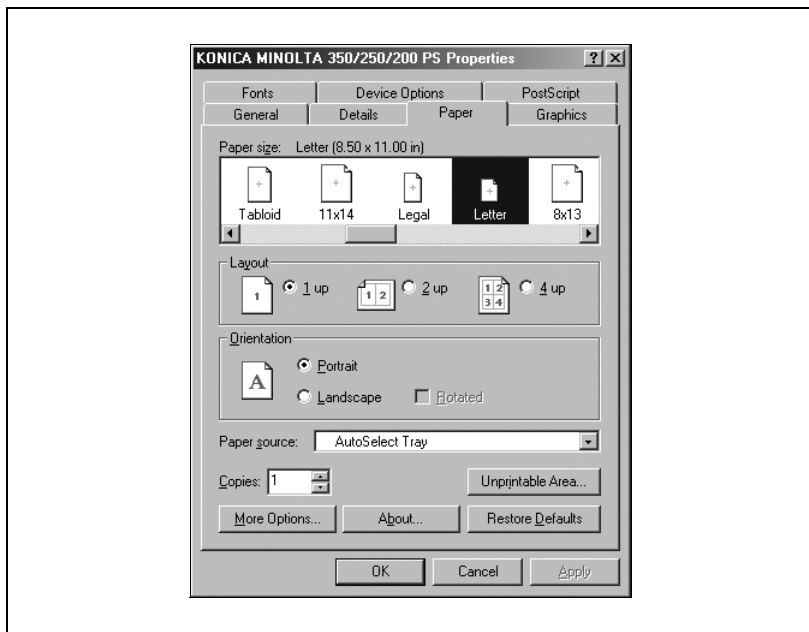 KONICA MINOLTA 350/250/200 PS Properties ? X
Fonts Device Options PostScript
General Details Paper Graphics
Paper size: Letter (8.50 x 11.00 in)
Tabloid 11x14 Legal Letter 8x13
Layout
1 1 up 1 2 2 up 1 2 3 4 4 up
Orientation
A Portrait
Landscape Rotated
Paper source: AutoSelect Tray
Copies: 1 Unprintable Area...
More Options... About... Restore Defaults
OK Cancel Apply